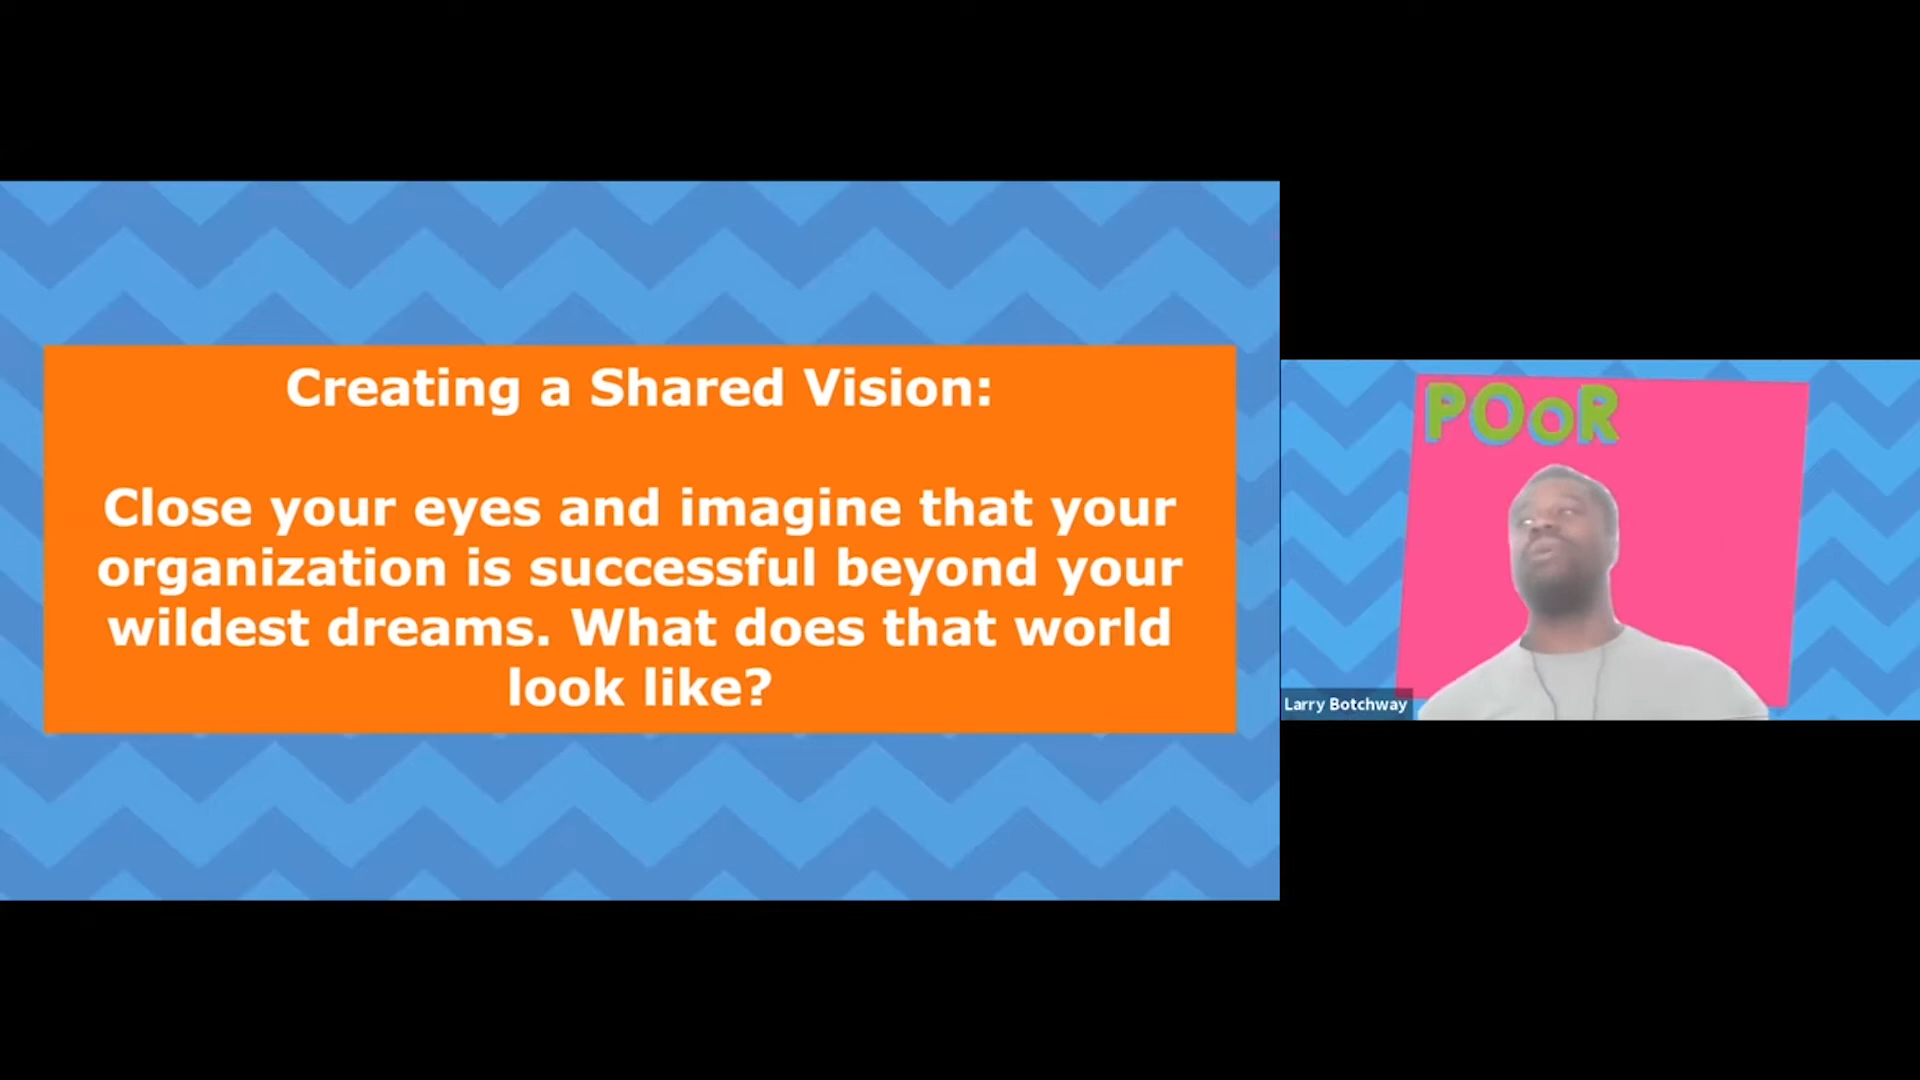 Creating a Shared Vision:
Close your eyes and imagine that your
organization is successful beyond your
wildest dreams. What does that world
look like?
POoR
Larry Botchway